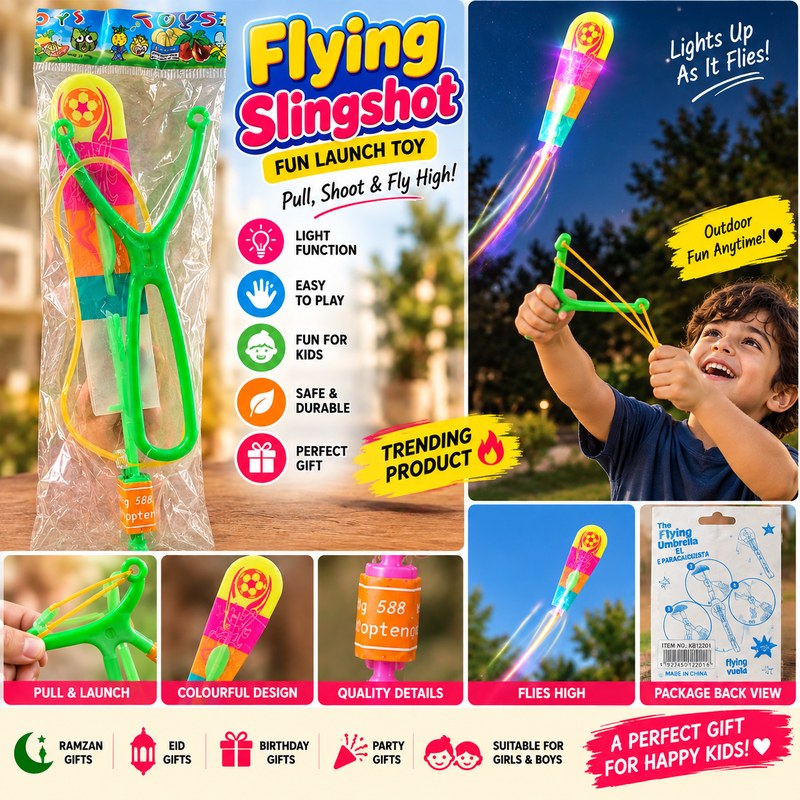 TOYS
Flying
Slingshot
FUN LAUNCH TOY
Pull, Shoot & Fly High!
LIGHT
FUNCTION
EASY
TO PLAY
FUN FOR
KIDS
SAFE &
DURABLE
PERFECT
GIFT
TRENDING
PRODUCT
g 588
Lights Up
As It Flies!
Outdoor
Fun Anytime!
PULL & LAUNCH
COLOURFUL DESIGN
588
QUALITY DETAILS
FLIES HIGH
The
Flying
Umbrella
EL
ITEM NO. KB12201
MADE IN CHINA
flying
vuela
PACKAGE BACK VIEW
RAMZAN
GIFTS
EID
GIFTS
BIRTHDAY
GIFTS
PARTY
GIFTS
SUITABLE FOR
GIRLS & BOYS
A PERFECT GIFT
FOR HAPPY KIDS!